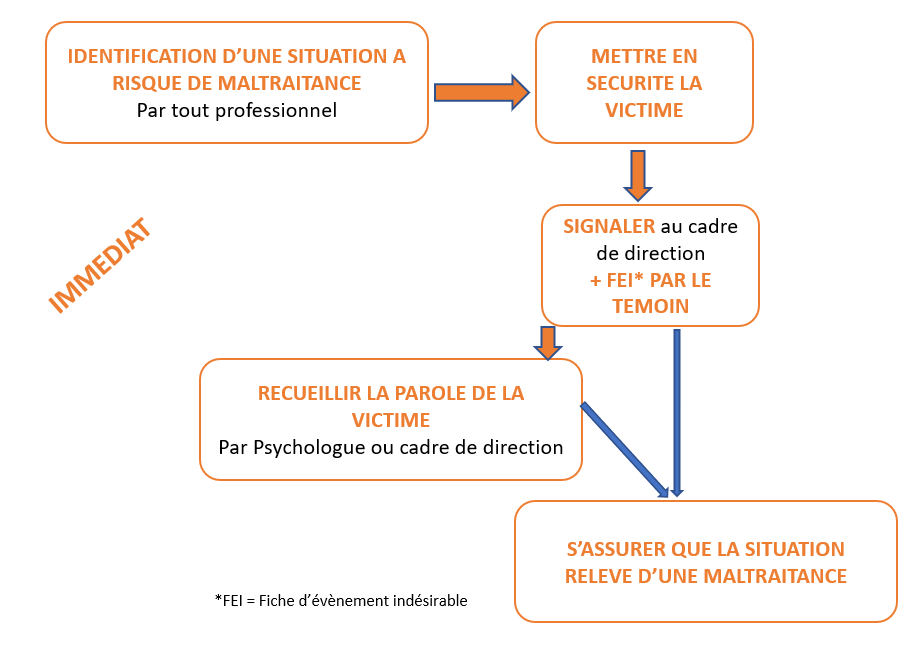 IDENTIFICATION D’UNE SITUATION A
RISQUE DE MALTRAITANCE
Par tout professionnel
METTRE EN
SECURITE LA
VICTIME
IMMEDIAT
SIGNALER au cadre
de direction
+ FEI* PAR LE
TEMOIN
RECUEILLIR LA PAROLE DE LA
VICTIME
Par Psychologue ou cadre de direction
S’ASSURER QUE LA SITUATION
RELEVE D’UNE MALTRAITANCE
*FEI = Fiche d’évènement indésirable